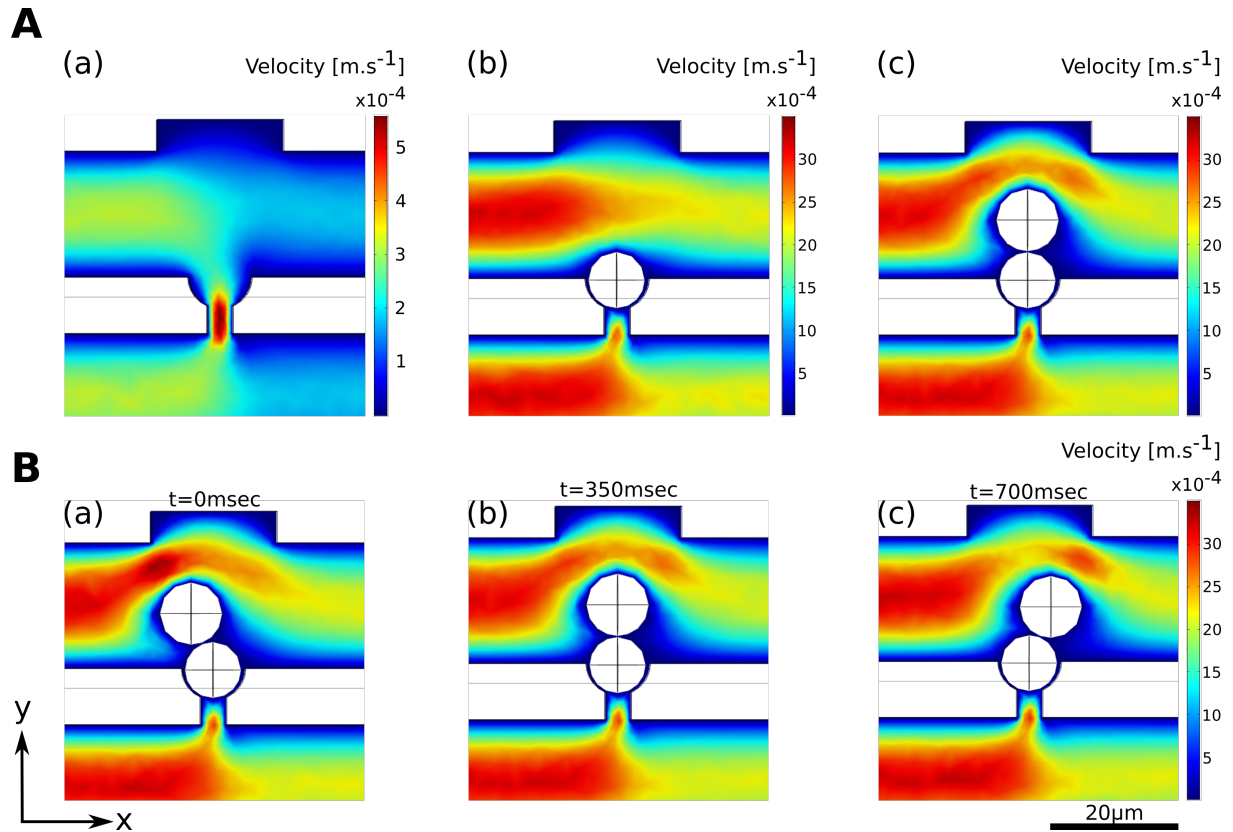 A
(a) (b) (c)
Velocity [m.s-1] Velocity [m.s-1] Velocity [m.s-1]
x10-4 x10-4 x10-4
5
4
3
2
1
30
25
20
15
10
5
30
25
20
15
10
5
B
Velocity [m.s-1]
x10-4
(a) t=0msec
(b) t=350msec
(c) t=700msec
30
25
20
15
10
5
y
x
20µm